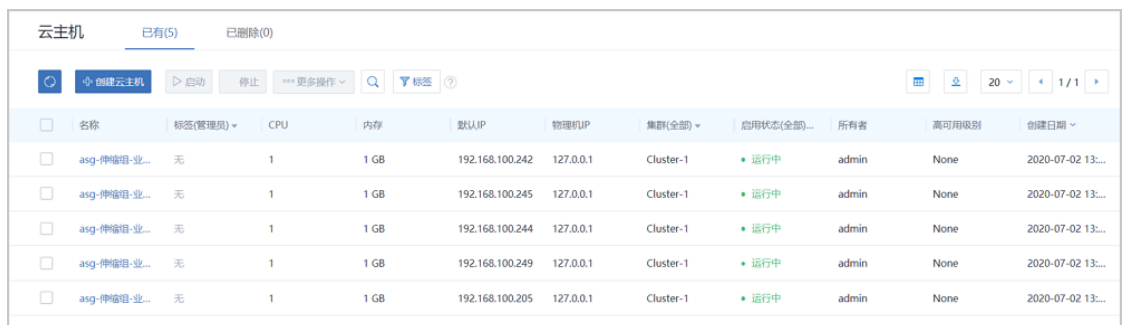 云主机 已有(5) 已删除(0)
创建云主机 启动 停止 更多操作 标签 ? 20 1 / 1
名称 标签(管理员) CPU 内存 默认IP 物理机IP 集群(全部) 启用状态(全部)... 所有者 高可用级别 创建日期
asg-伸缩组-业... 无 1 1 GB 192.168.100.242 127.0.0.1 Cluster-1 运行中 admin None 2020-07-02 13:...
asg-伸缩组-业... 无 1 1 GB 192.168.100.245 127.0.0.1 Cluster-1 运行中 admin None 2020-07-02 13:...
asg-伸缩组-业... 无 1 1 GB 192.168.100.244 127.0.0.1 Cluster-1 运行中 admin None 2020-07-02 13:...
asg-伸缩组-业... 无 1 1 GB 192.168.100.249 127.0.0.1 Cluster-1 运行中 admin None 2020-07-02 13:...
asg-伸缩组-业... 无 1 1 GB 192.168.100.205 127.0.0.1 Cluster-1 运行中 admin None 2020-07-02 13:...